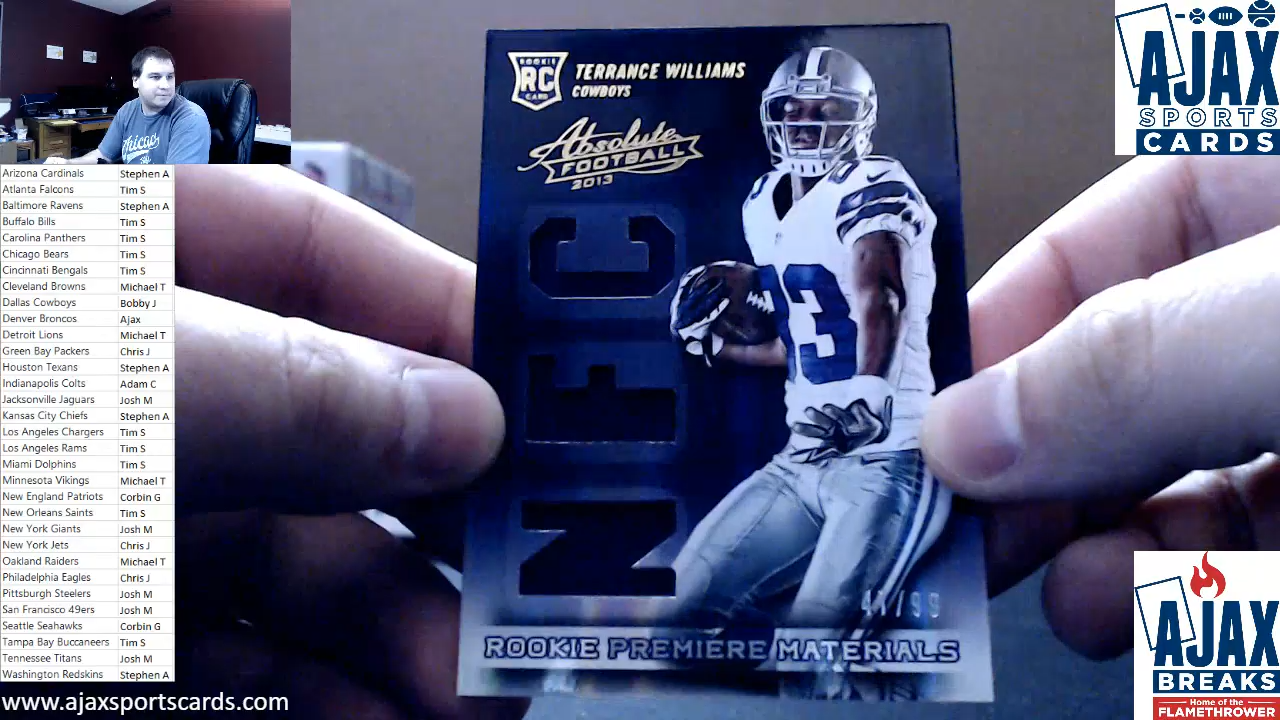 Chicago
Arizona Cardinals Stephen A
Atlanta Falcons Tim S
Baltimore Ravens Stephen A
Buffalo Bills Tim S
Carolina Panthers Tim S
Chicago Bears Tim S
Cincinnati Bengals Tim S
Cleveland Browns Michael T
Dallas Cowboys Bobby J
Denver Broncos Ajax
Detroit Lions Michael T
Green Bay Packers Chris J
Houston Texans Stephen A
Indianapolis Colts Adam C
Jacksonville Jaguars Josh M
Kansas City Chiefs Stephen A
Los Angeles Chargers Tim S
Los Angeles Rams Tim S
Miami Dolphins Tim S
Minnesota Vikings Michael T
New England Patriots Corbin G
New Orleans Saints Tim S
New York Giants Josh M
New York Jets Chris J
Oakland Raiders Michael T
Philadelphia Eagles Chris J
Pittsburgh Steelers Josh M
San Francisco 49ers Josh M
Seattle Seahawks Corbin G
Tampa Bay Buccaneers Tim S
Tennessee Titans Josh M
Washington Redskins Stephen A
www.ajaxsportscards.com
ROOKIE
RC
CARD
TERRANCE WILLIAMS
COWBOYS
Absolute
FOOTBALL
2013
NFC
83
/99
ROOKIE PREMIERE MATERIALS
AJAX
SPORTS
CARDS
AJAX
BREAKS
Home of the
FLAMETHROWER